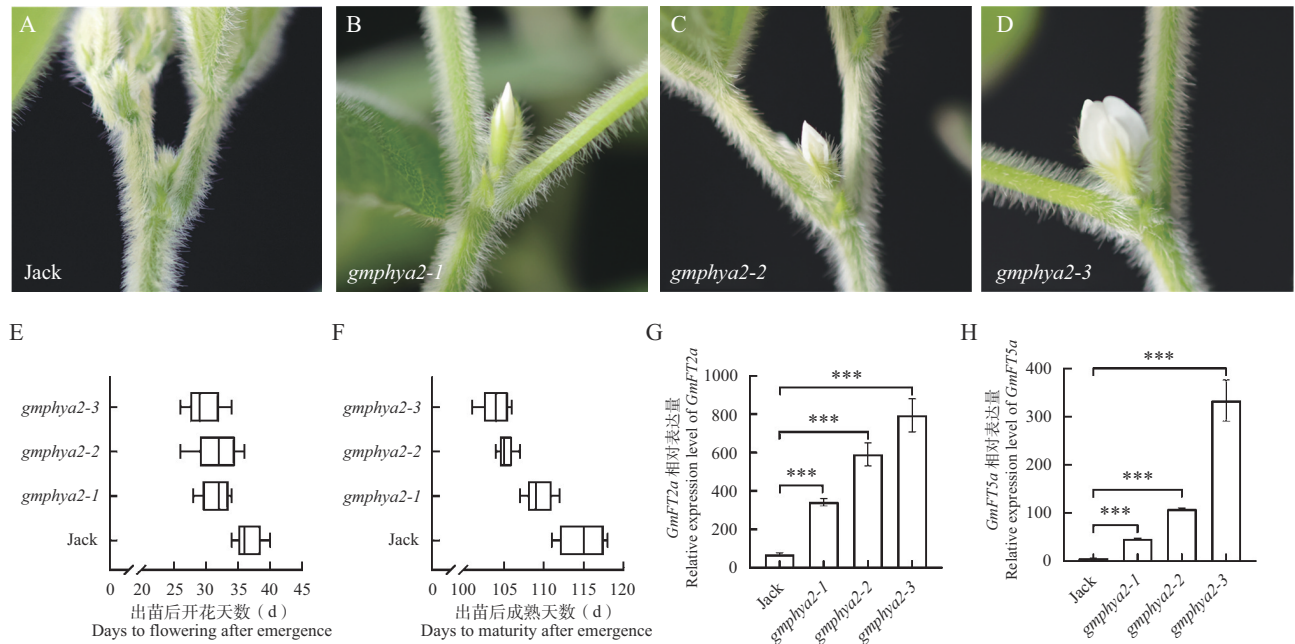 A
Jack
B
gmphya2-1
C
gmphya2-2
D
gmphya2-3
E
gmphya2-3
gmphya2-2
gmphya2-1
Jack
0 20 25 30 35 40 45
出苗后开花天数（d）
Days to flowering after emergence
F
gmphya2-3
gmphya2-2
gmphya2-1
Jack
0 100 105 110 115 120
出苗后成熟天数（d）
Days to maturity after emergence
G
GmFT2a 相对表达量
Relative expression level of GmFT2a
1000
800
600
400
200
0
***
***
***
Jack
gmphya2-1
gmphya2-2
gmphya2-3
H
GmFT5a 相对表达量
Relative expression level of GmFT5a
400
300
200
100
0
***
***
***
Jack
gmphya2-1
gmphya2-2
gmphya2-3